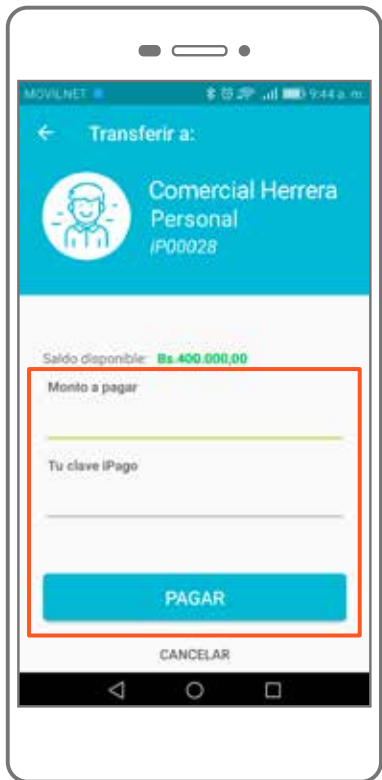 MOVILNET 9:44 a. m.
Transferir a:
Comercial Herrera
Personal
iP00028
Saldo disponible: Bs. 400.000,00
Monto a pagar
Tu clave iPago
PAGAR
CANCELAR